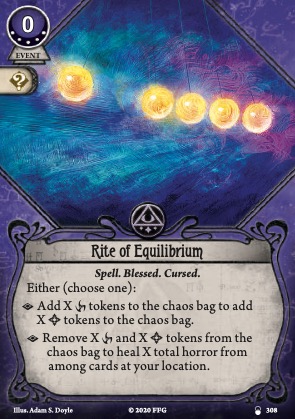 0
EVENT
?
Rite of Equilibrium
Spell. Blessed. Cursed.
Either (choose one):
Add X tokens to the chaos bag to add
X tokens to the chaos bag.
Remove X and X tokens from the
chaos bag to heal X total horror from
among cards at your location.
Illus. Adam S. Doyle
© 2020 FFG
308